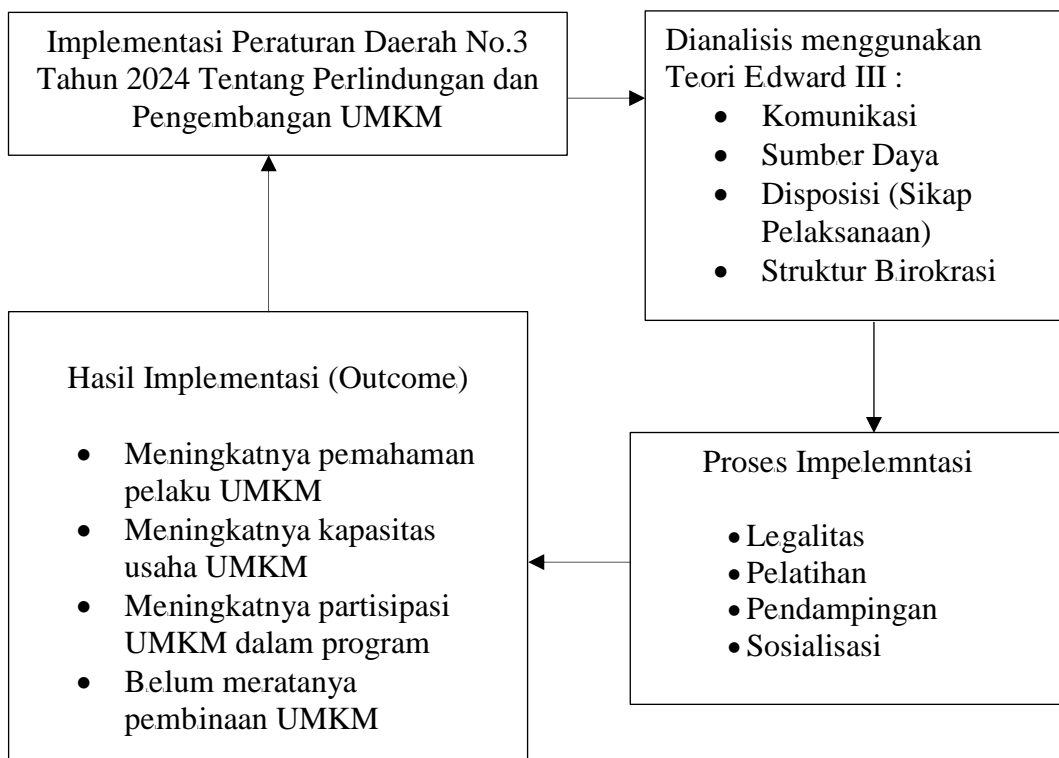 Implementasi Peraturan Daerah No.3
Tahun 2024 Tentang Perlindungan dan
Pengembangan UMKM
Dianalisis menggunakan
Teori Edward III :
• Komunikasi
• Sumber Daya
• Disposisi (Sikap
Pelaksanaan)
• Struktur Birokrasi
Proses Impelemntasi
• Legalitas
• Pelatihan
• Pendampingan
• Sosialisasi
Hasil Implementasi (Outcome)
• Meningkatnya pemahaman
pelaku UMKM
• Meningkatnya kapasitas
usaha UMKM
• Meningkatnya partisipasi
UMKM dalam program
• Belum meratanya
pembinaan UMKM